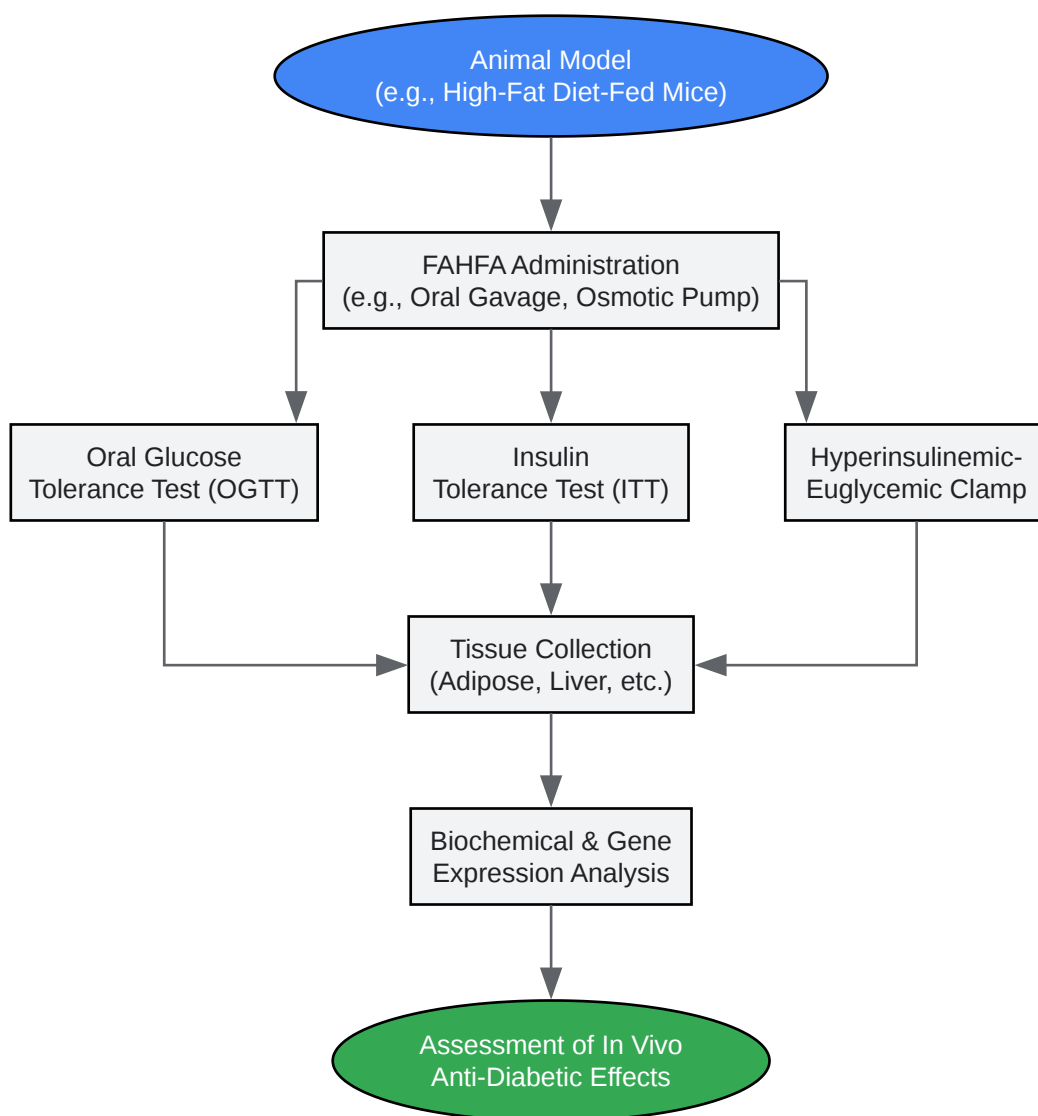 Animal Model
(e.g., High-Fat Diet-Fed Mice)
FAHFA Administration
(e.g., Oral Gavage, Osmotic Pump)
Oral Glucose
Tolerance Test (OGTT)
Insulin
Tolerance Test (ITT)
Hyperinsulinemic-
Euglycemic Clamp
Tissue Collection
(Adipose, Liver, etc.)
Biochemical & Gene
Expression Analysis
Assessment of In Vivo
Anti-Diabetic Effects